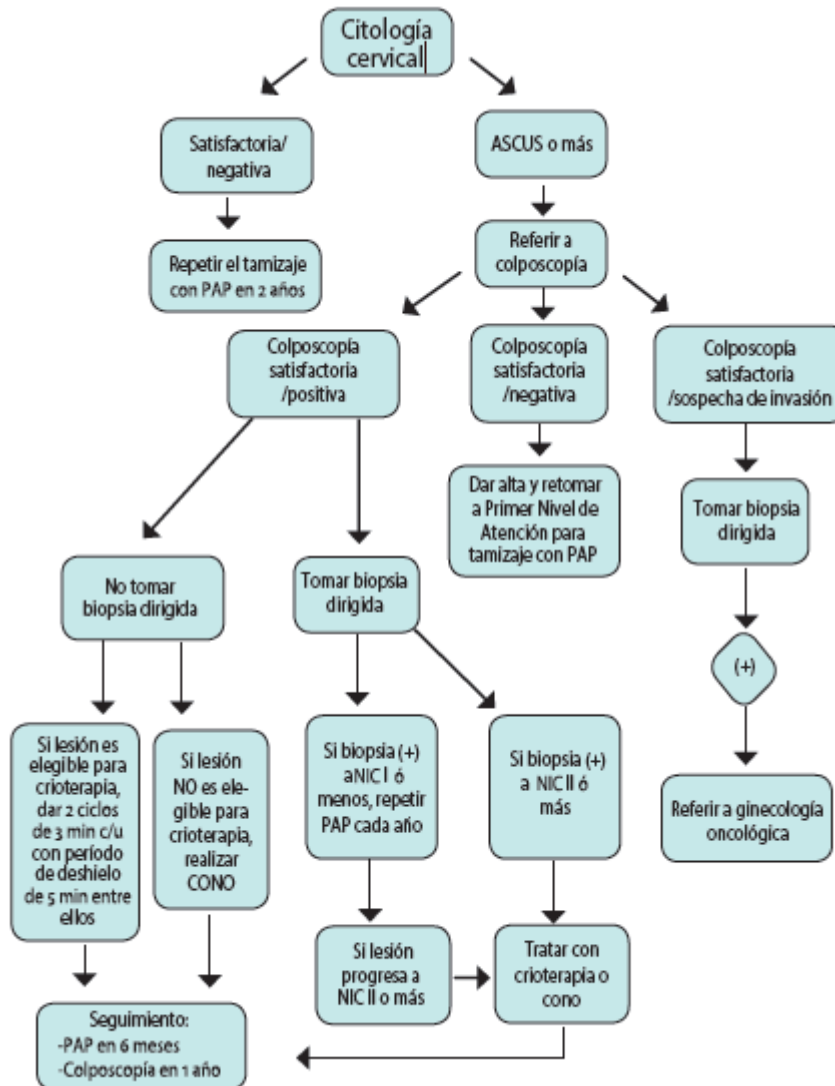 Citología
cervical
Satisfactoria/
negativa
ASCUS o más
Repetir el tamizaje
con PAP en 2 años
Referir a
colposcopía
Colposcopía
satisfactoria
/positiva
Colposcopía
satisfactoria
/negativa
Colposcopía
satisfactoria
/sospecha de invasión
Dar alta y retomar
a Primer Nivel de
Atención para
tamizaje con PAP
Tomar biopsia
dirigida
No tomar
biopsia dirigida
Tomar biopsia
dirigida
(+)
Si lesión es
elegible para
crioterapia,
dar 2 ciclos
de 3 min c/u
con período
de deshielo
de 5 min entre
ellos
Si lesión
NO es ele-
gible para
crioterapia,
realizar
CONO
Si biopsia (+)
a NIC I ó
menos, repetir
PAP cada año
Si biopsia (+)
a NIC II ó
más
Referir a ginecología
oncológica
Si lesión
progresa a
NIC II o más
Tratar con
crioterapia o
cono
Seguimiento:
-PAP en 6 meses
-Colposcopía en 1 año